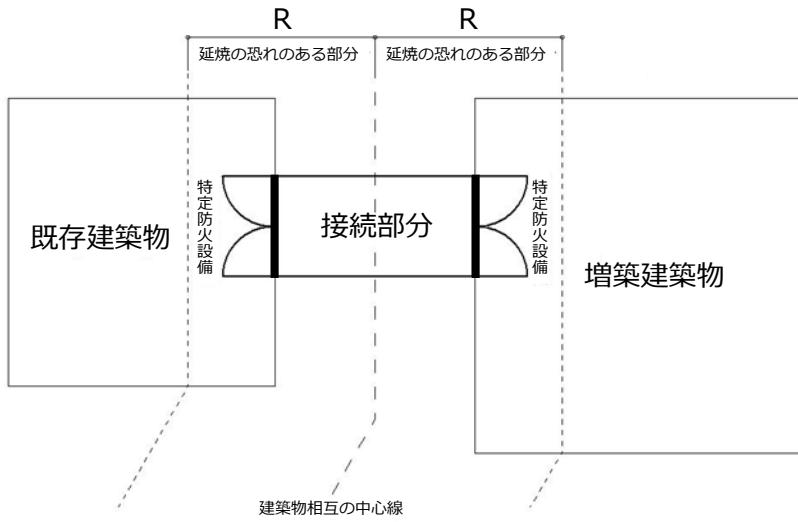 R
R
延焼の恐れのある部分
延焼の恐れのある部分
特定防火設備
特定防火設備
既存建築物
接続部分
増築建築物
建築物相互の中心線